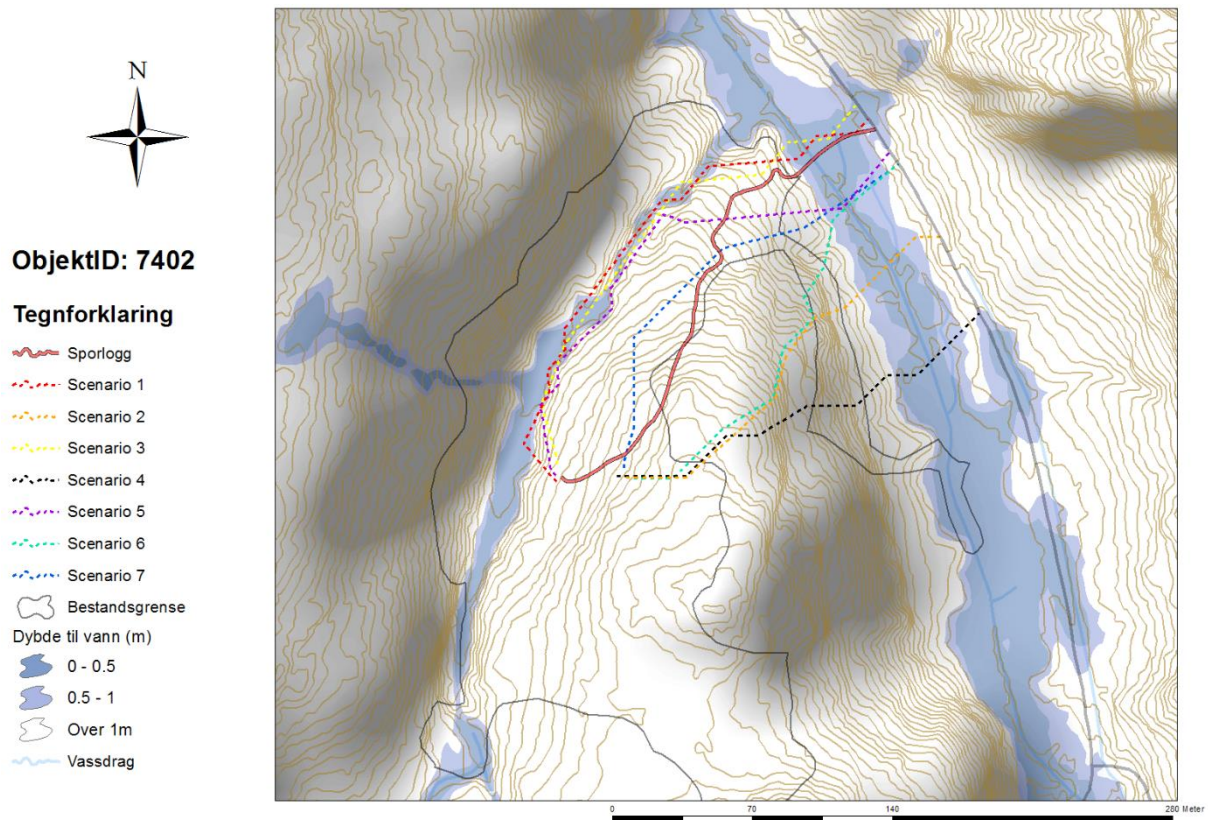 N
ObjektID: 7402
Tegnforklaring
Sporlogg
Scenario 1
Scenario 2
Scenario 3
Scenario 4
Scenario 5
Scenario 6
Scenario 7
Bestandsgrense
Dybde til vann (m)
0 - 0.5
0.5 - 1
Over 1m
Vassdrag
0 70 140 280 Meter